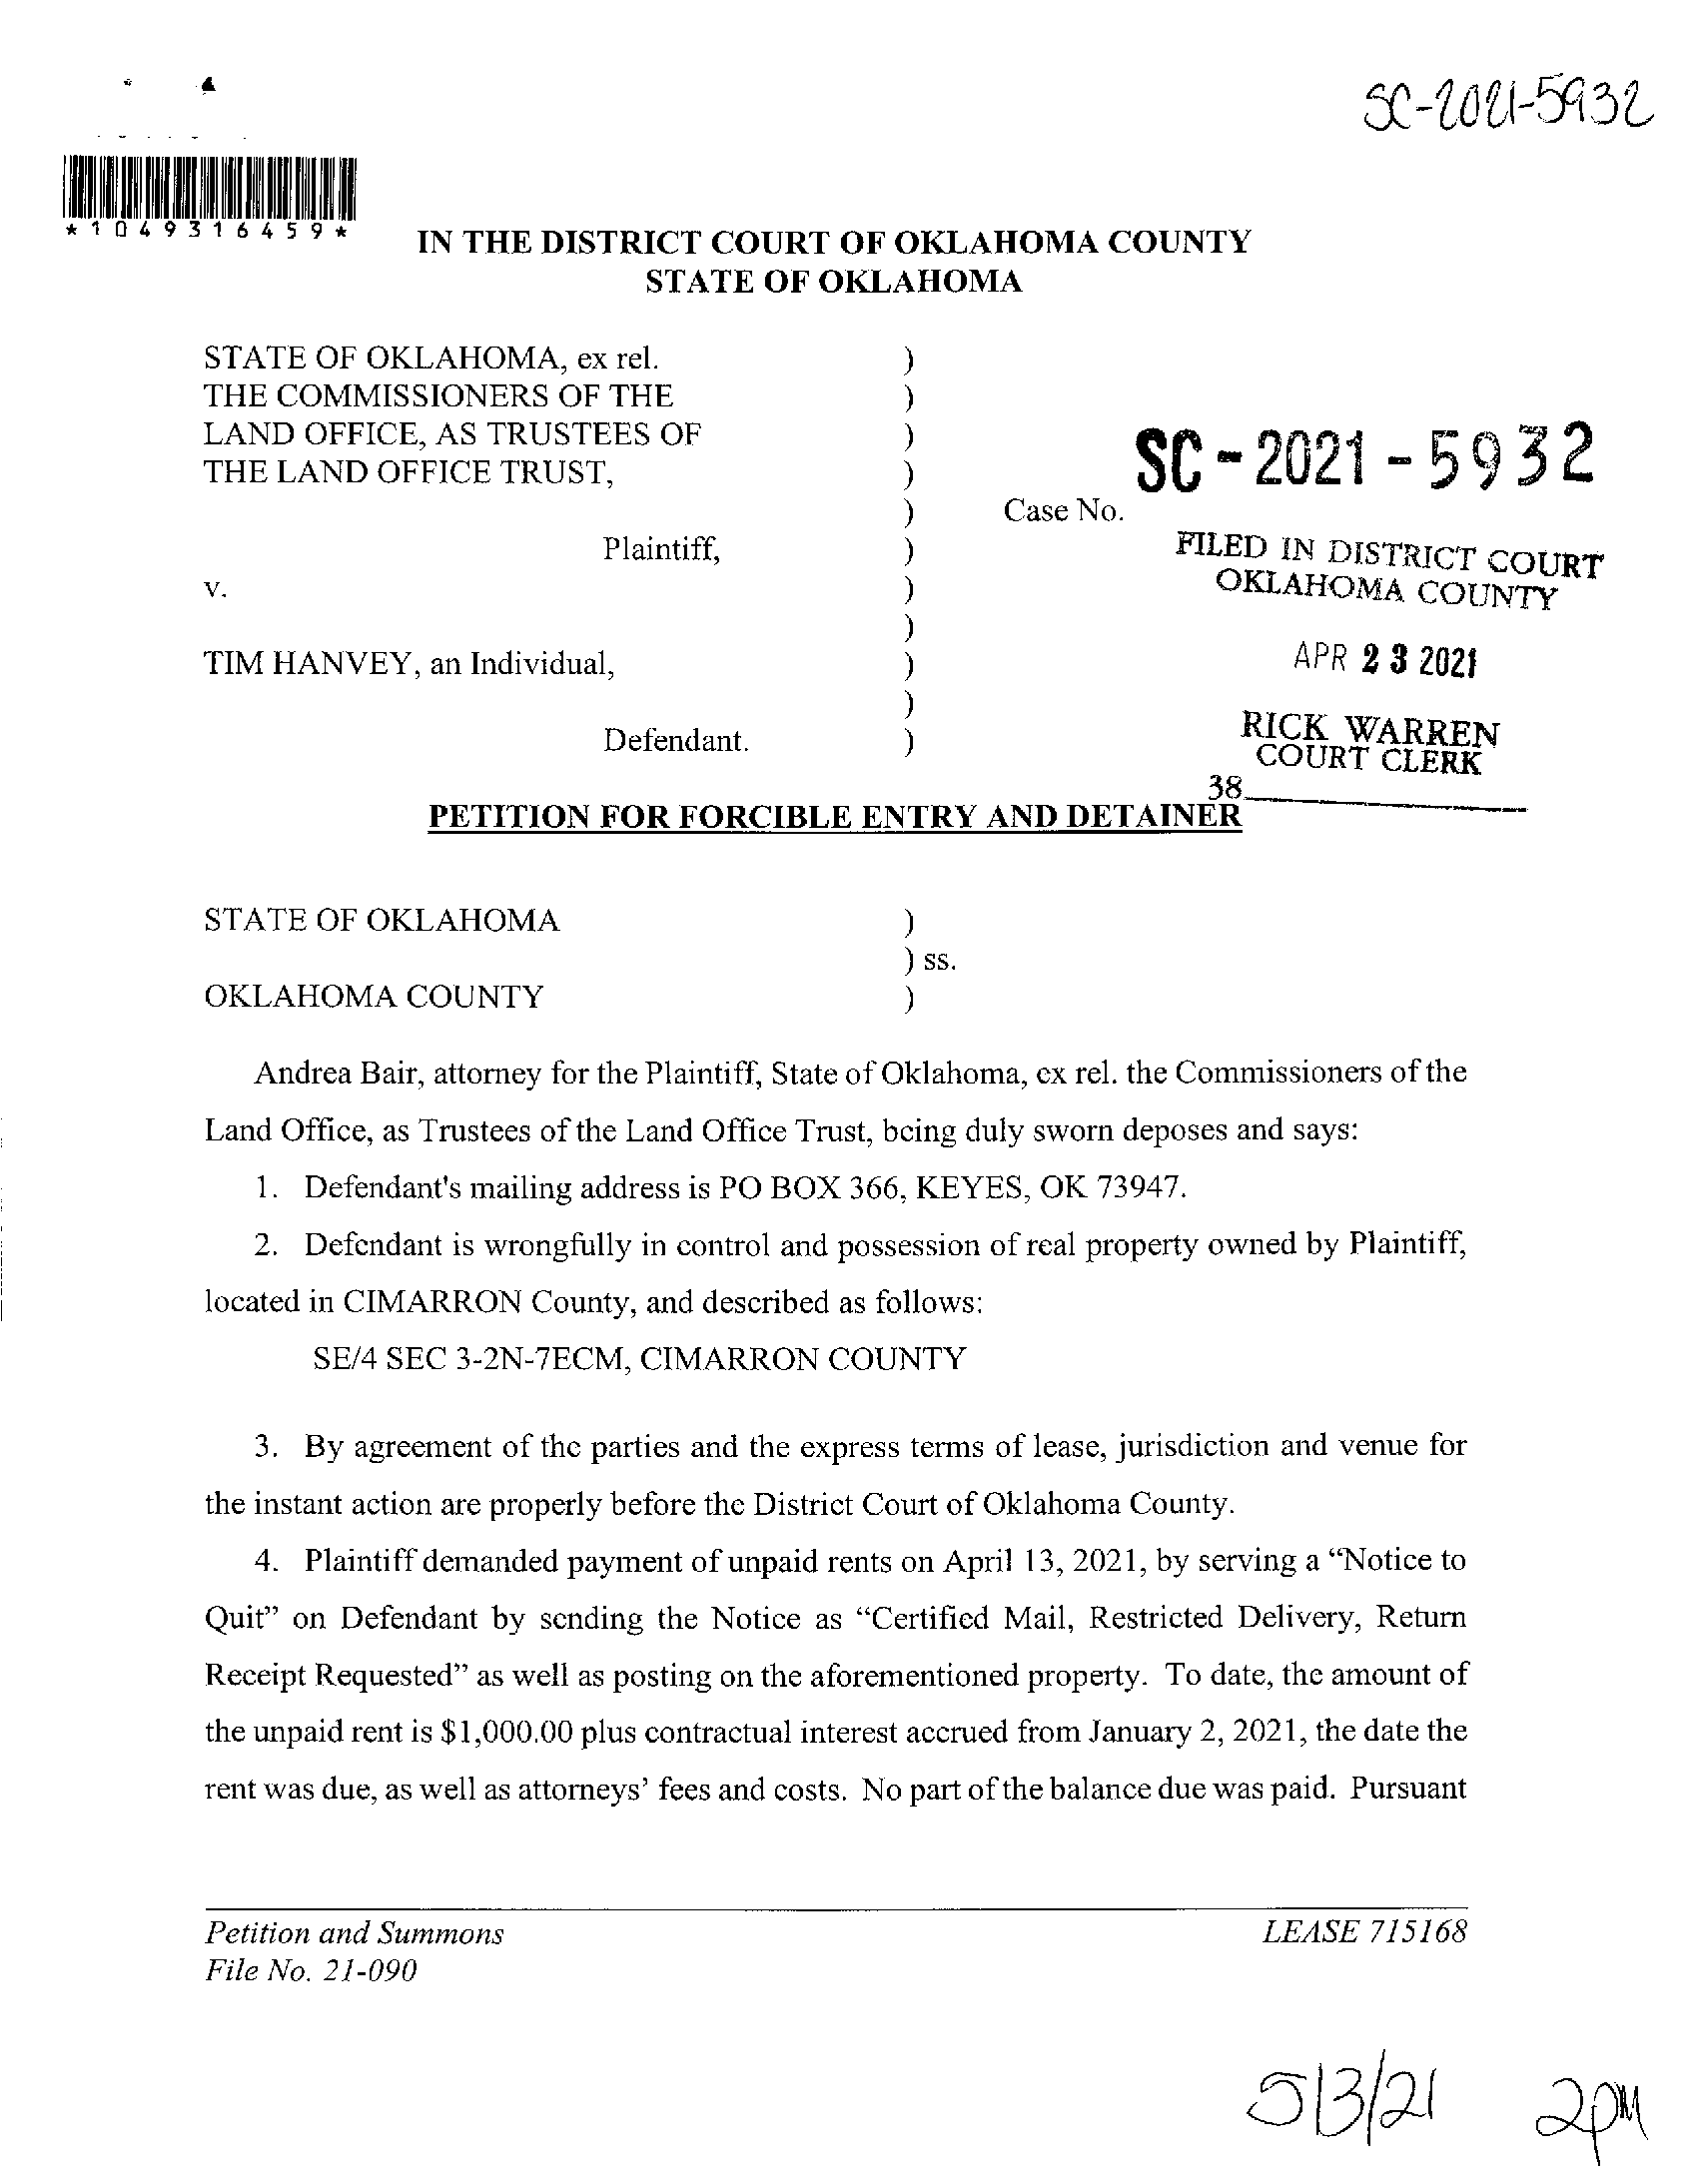 SC-2021-5932
*1049316459*
IN THE DISTRICT COURT OF OKLAHOMA COUNTY
STATE OF OKLAHOMA
STATE OF OKLAHOMA, ex rel. )
THE COMMISSIONERS OF THE )
LAND OFFICE, AS TRUSTEES OF )
THE LAND OFFICE TRUST, ) SC-2021-5932
) Case No.
Plaintiff, ) FILED IN DISTRICT COURT
v. ) OKLAHOMA COUNTY
)
TIM HANVEY, an Individual, ) APR 23 2021
)
Defendant. ) RICK WARREN
COURT CLERK
38
PETITION FOR FORCIBLE ENTRY AND DETAINER
STATE OF OKLAHOMA )
) ss.
OKLAHOMA COUNTY )
Andrea Bair, attorney for the Plaintiff, State of Oklahoma, ex rel. the Commissioners of the
Land Office, as Trustees of the Land Office Trust, being duly sworn deposes and says:
1. Defendant's mailing address is PO BOX 366, KEYES, OK 73947.
2. Defendant is wrongfully in control and possession of real property owned by Plaintiff,
located in CIMARRON County, and described as follows:
SE/4 SEC 3-2N-7ECM, CIMARRON COUNTY
3. By agreement of the parties and the express terms of lease, jurisdiction and venue for
the instant action are properly before the District Court of Oklahoma County.
4. Plaintiff demanded payment of unpaid rents on April 13, 2021, by serving a “Notice to
Quit” on Defendant by sending the Notice as “Certified Mail, Restricted Delivery, Return
Receipt Requested” as well as posting on the aforementioned property. To date, the amount of
the unpaid rent is $1,000.00 plus contractual interest accrued from January 2, 2021, the date the
rent was due, as well as attorneys’ fees and costs. No part of the balance due was paid. Pursuant
Petition and Summons LEASE 715168
File No. 21-090
5/13/21 2pm